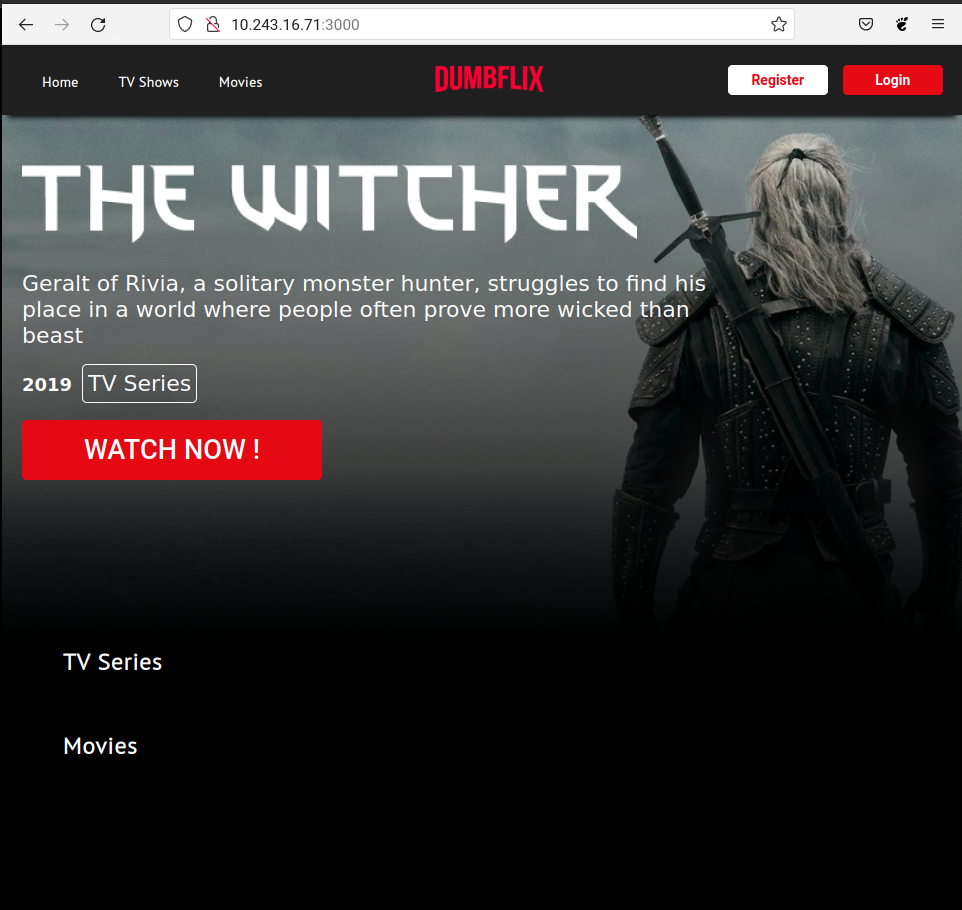 10.243.16.71:3000
Home TV Shows Movies DUMBFLIX Register Login
THE WITCHER
Geralt of Rivia, a solitary monster hunter, struggles to find his
place in a world where people often prove more wicked than
beast
2019 TV Series
WATCH NOW !
TV Series
Movies